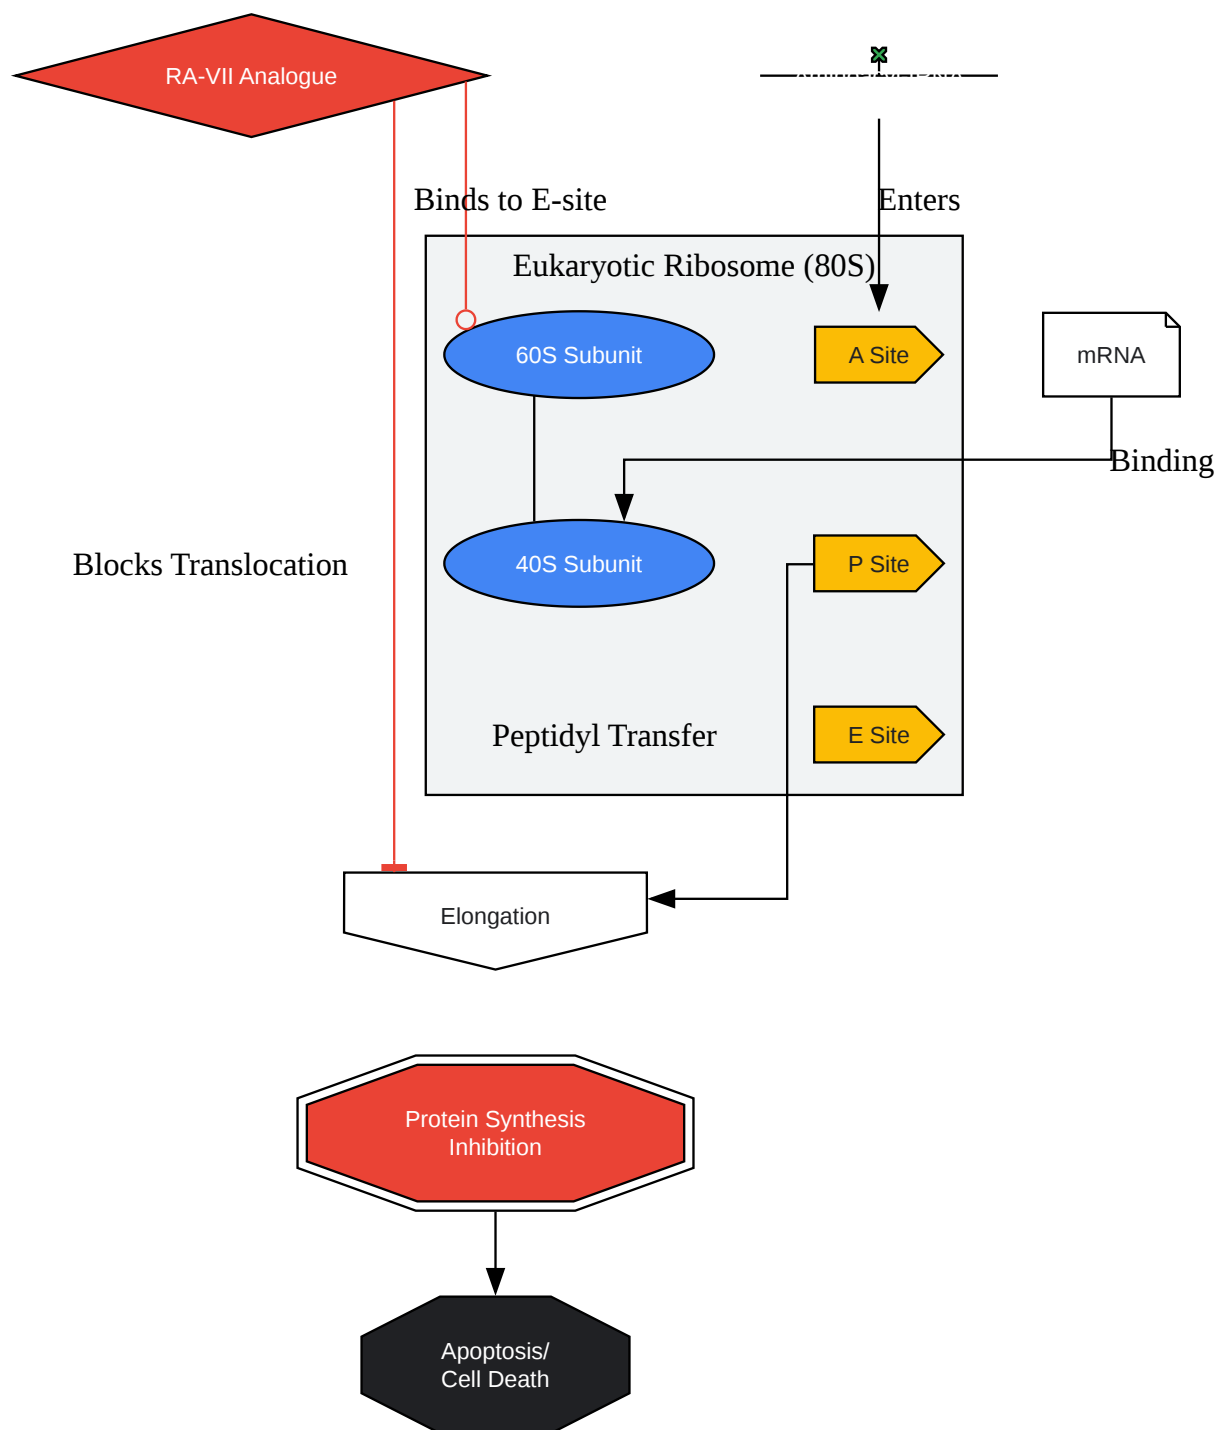 RA-VII Analogue
Binds to E-site
Enters
Eukaryotic Ribosome (80S)
60S Subunit
A Site
mRNA
Binding
Blocks Translocation
40S Subunit
P Site
Peptidyl Transfer
E Site
Elongation
Protein Synthesis
Inhibition
Apoptosis/
Cell Death